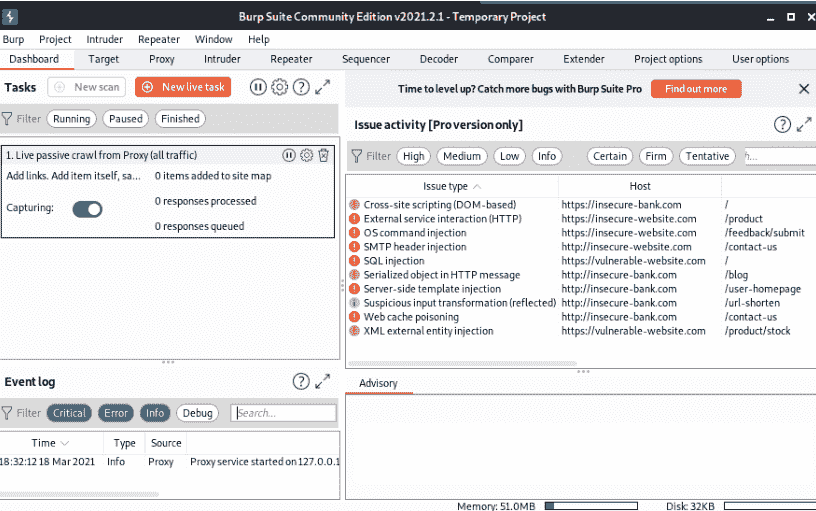 Burp Suite Community Edition v2021.2.1 - Temporary Project
Burp Project Intruder Repeater Window Help
Dashboard Target Proxy Intruder Repeater Sequencer Decoder Comparer Extender Project options User options
Tasks New scan New live task
Filter Running Paused Finished
1. Live passive crawl from Proxy (all traffic)
Add links. Add item itself, sa... 0 items added to site map
Capturing: 0 responses processed
0 responses queued
Event log
Filter Critical Error Info Debug Search...
Time Type Source
18:32:12 18 Mar 2021 Info Proxy Proxy service started on 127.0.0.1
Time to level up? Catch more bugs with Burp Suite Pro Find out more
Issue activity [Pro version only]
Filter High Medium Low Info Certain Firm Tentative h...
Issue type Host
Cross-site scripting (DOM-based) https://insecure-bank.com /
External service interaction (HTTP) https://insecure-website.com /product
OS command injection https://insecure-website.com /feedback/submit
SMTP header injection http://insecure-website.com /contact-us
SQL injection https://vulnerable-website.com /
Serialized object in HTTP message http://insecure-bank.com /blog
Server-side template injection http://insecure-bank.com /user-homepage
Suspicious input transformation (reflected) http://insecure-bank.com /url-shorten
Web cache poisoning http://insecure-bank.com /contact-us
XML external entity injection https://vulnerable-website.com /product/stock
Advisory
Memory: 51.0MB Disk: 32KB